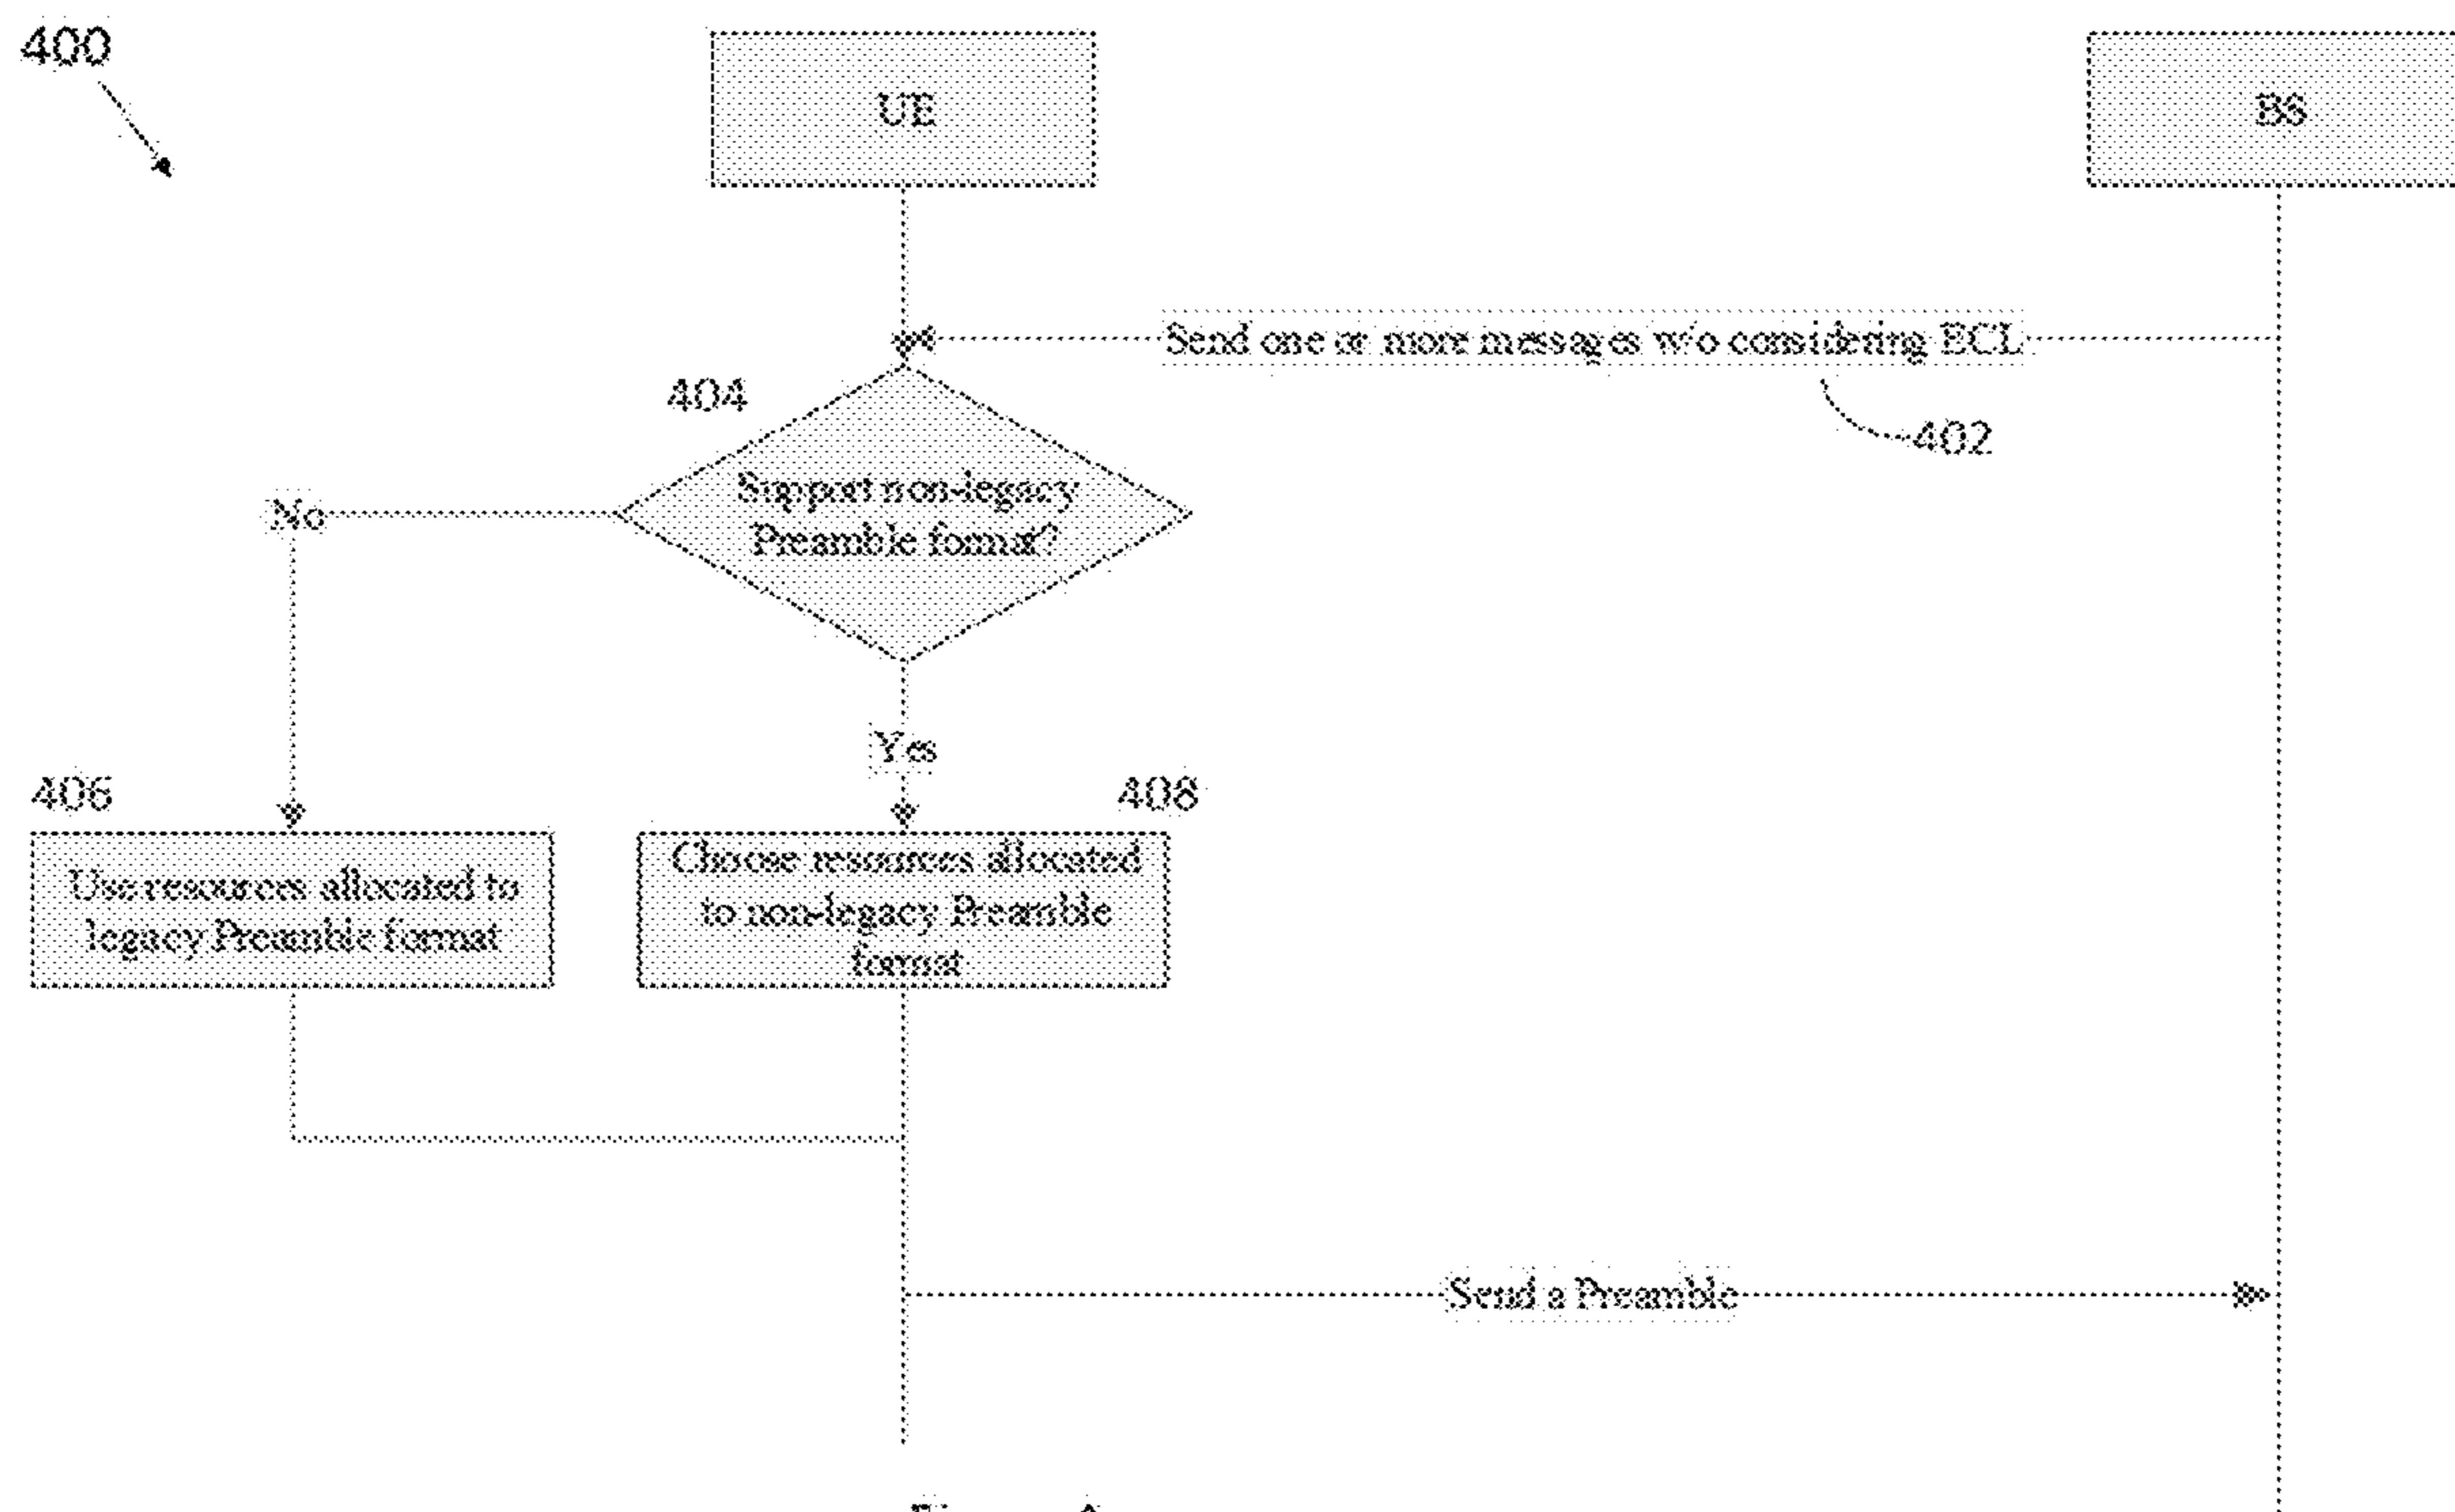 400
UE
BS
Send one or more messages w/o considering ECL
402
404
Support non-legacy
Preamble format?
No
Yes
406
408
Use resources allocated to
legacy Preamble format
Choose resources allocated
to non-legacy Preamble
format
Send a Preamble